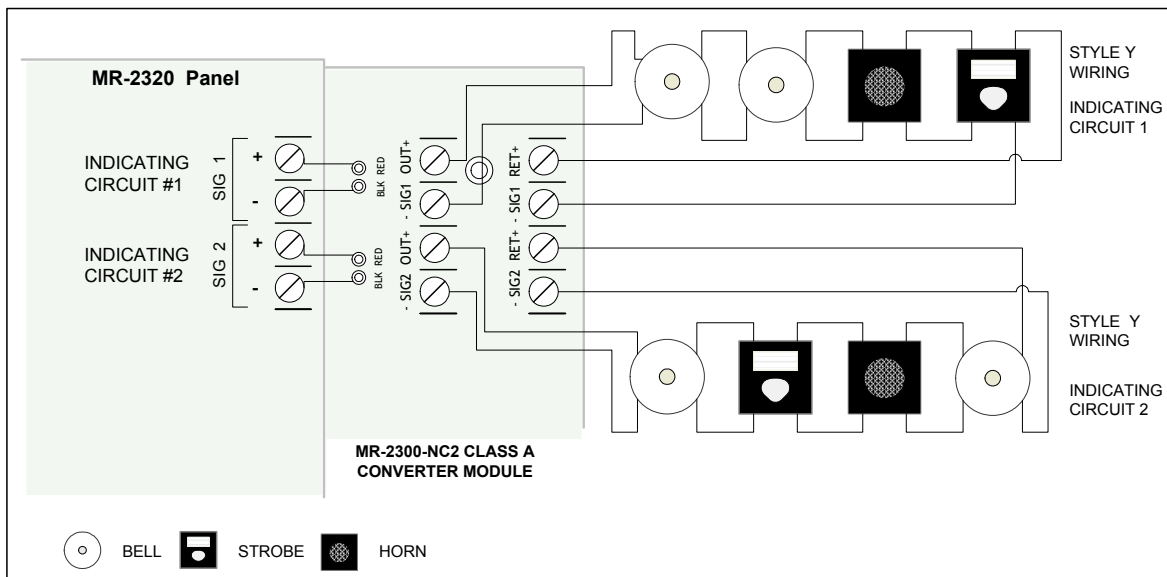 MR-2320 Panel
INDICATING
CIRCUIT #1
SIG 1
+
-
INDICATING
CIRCUIT #2
SIG 2
+
-
BLK RED
BLK RED
- SIG1 OUT+
- SIG2 OUT+
- SIG1 RET+
- SIG2 RET+
STYLE Y
WIRING
INDICATING
CIRCUIT 1
STYLE Y
WIRING
INDICATING
CIRCUIT 2
MR-2300-NC2 CLASS A
CONVERTER MODULE
BELL
STROBE
HORN